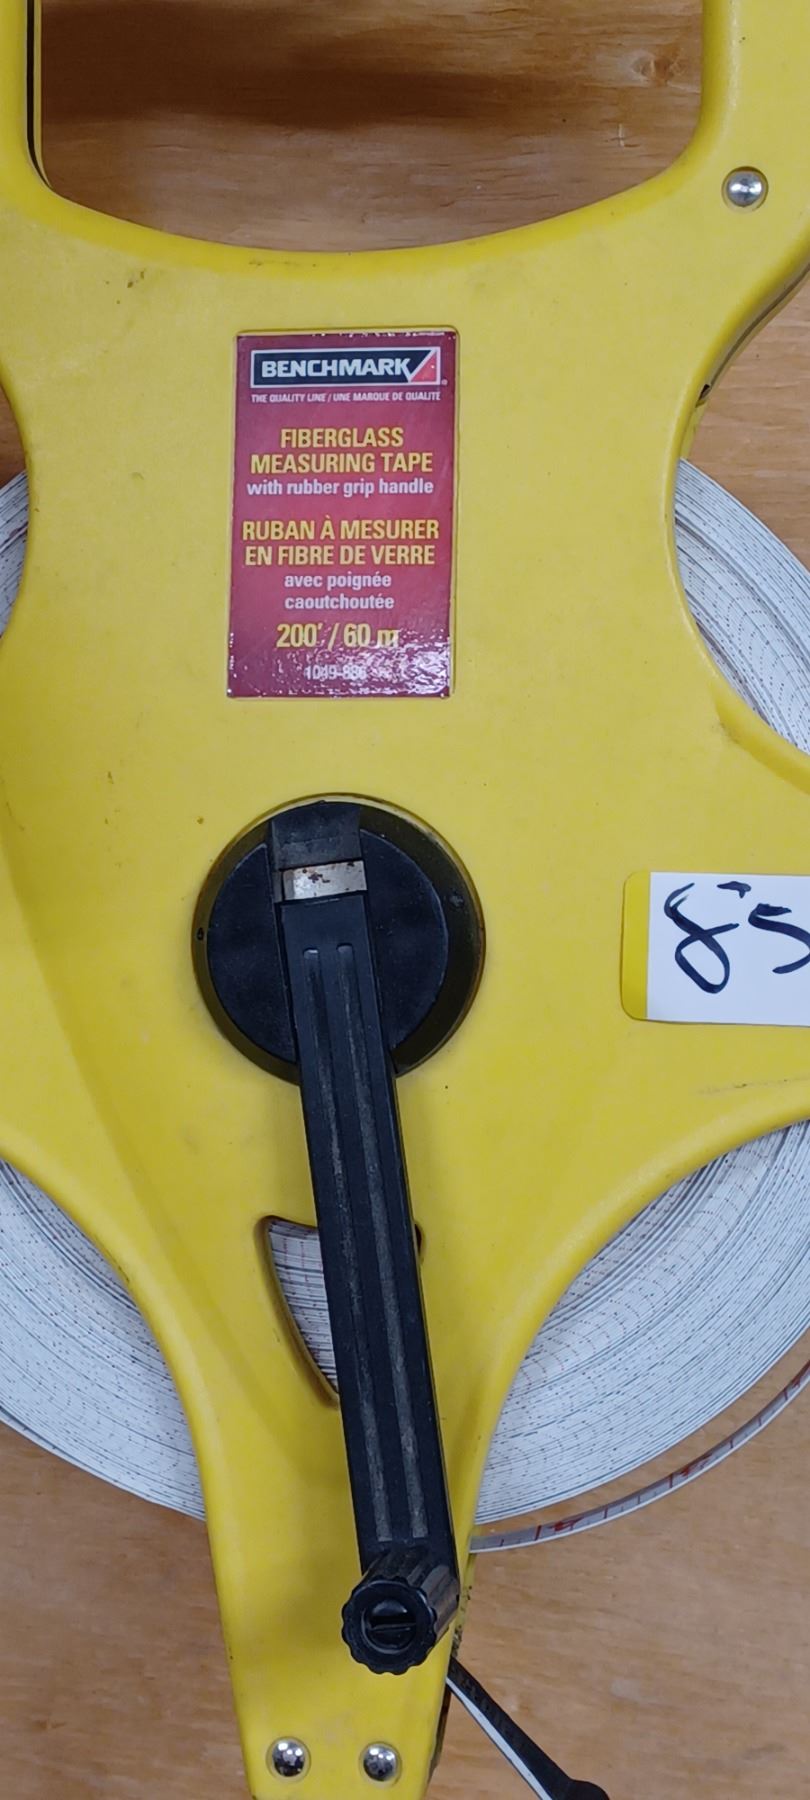 BENCHMARK
THE QUALITY LINE / UNE MARQUE DE QUALITÉ
FIBERGLASS
MEASURING TAPE
with rubber grip handle
RUBAN À MESURER
EN FIBRE DE VERRE
avec poignée
caoutchoutée
200' / 60 m
85